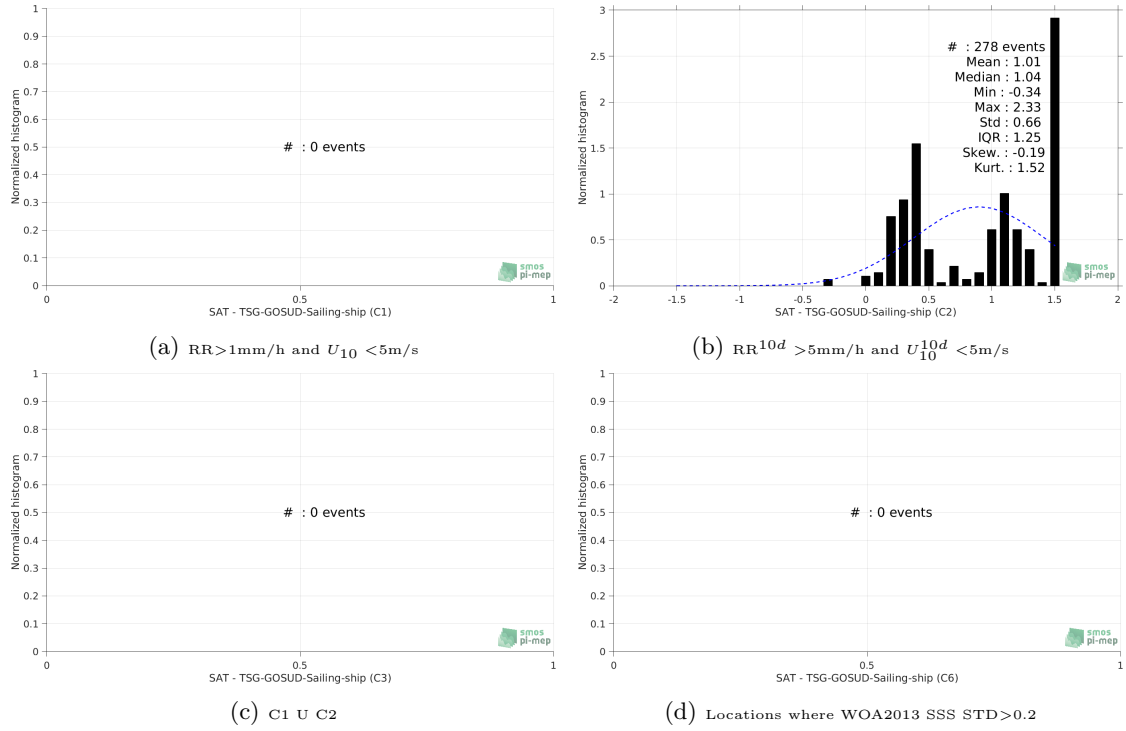 1
0.9
0.8
0.7
0.6
0.5
0.4
0.3
0.2
0.1
0
Normalized histogram
# : 0 events
smos
pi-mep
0 0.5 1
SAT - TSG-GOSUD-Sailing-ship (C1)
(a) RR>1mm/h and U10 <5m/s
3
2.5
2
1.5
1
0.5
0
Normalized histogram
# : 278 events
Mean : 1.01
Median : 1.04
Min : -0.34
Max : 2.33
Std : 0.66
IQR : 1.25
Skew. : -0.19
Kurt. : 1.52
smos
pi-mep
-2 -1.5 -1 -0.5 0 0.5 1 1.5 2
SAT - TSG-GOSUD-Sailing-ship (C2)
(b) RR10d >5mm/h and U10d10 <5m/s
1
0.9
0.8
0.7
0.6
0.5
0.4
0.3
0.2
0.1
0
Normalized histogram
# : 0 events
smos
pi-mep
0 0.5 1
SAT - TSG-GOSUD-Sailing-ship (C3)
(c) C1 U C2
1
0.9
0.8
0.7
0.6
0.5
0.4
0.3
0.2
0.1
0
Normalized histogram
# : 0 events
smos
pi-mep
0 0.5 1
SAT - TSG-GOSUD-Sailing-ship (C6)
(d) Locations where WOA2013 SSS STD>0.2